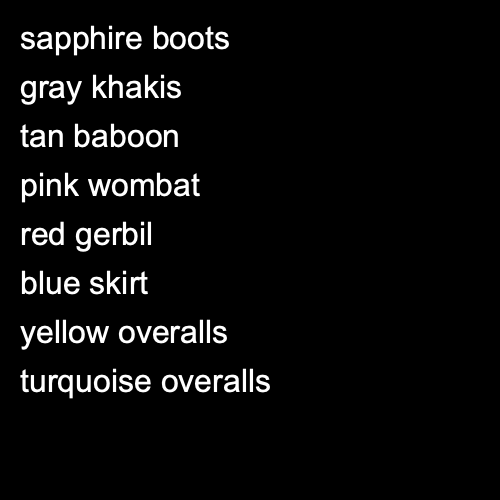 sapphire boots
gray khakis
tan baboon
pink wombat
red gerbil
blue skirt
yellow overalls
turquoise overalls